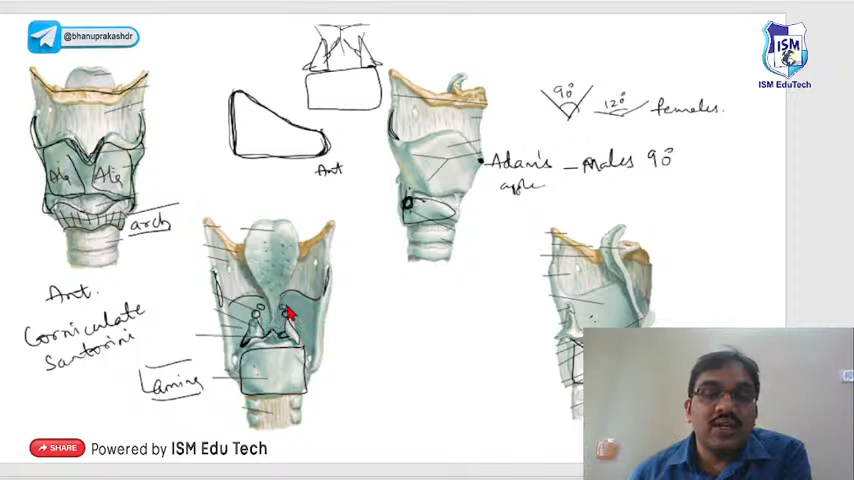 @bhanuprakashdr
ISM
ISM EduTech
90°
120°
females.
Ant
Adam's
apple
- Males 90°
Ala
Ala
arch
Ant.
Corniculate
Santorini
Lamina
SHARE
Powered by ISM Edu Tech